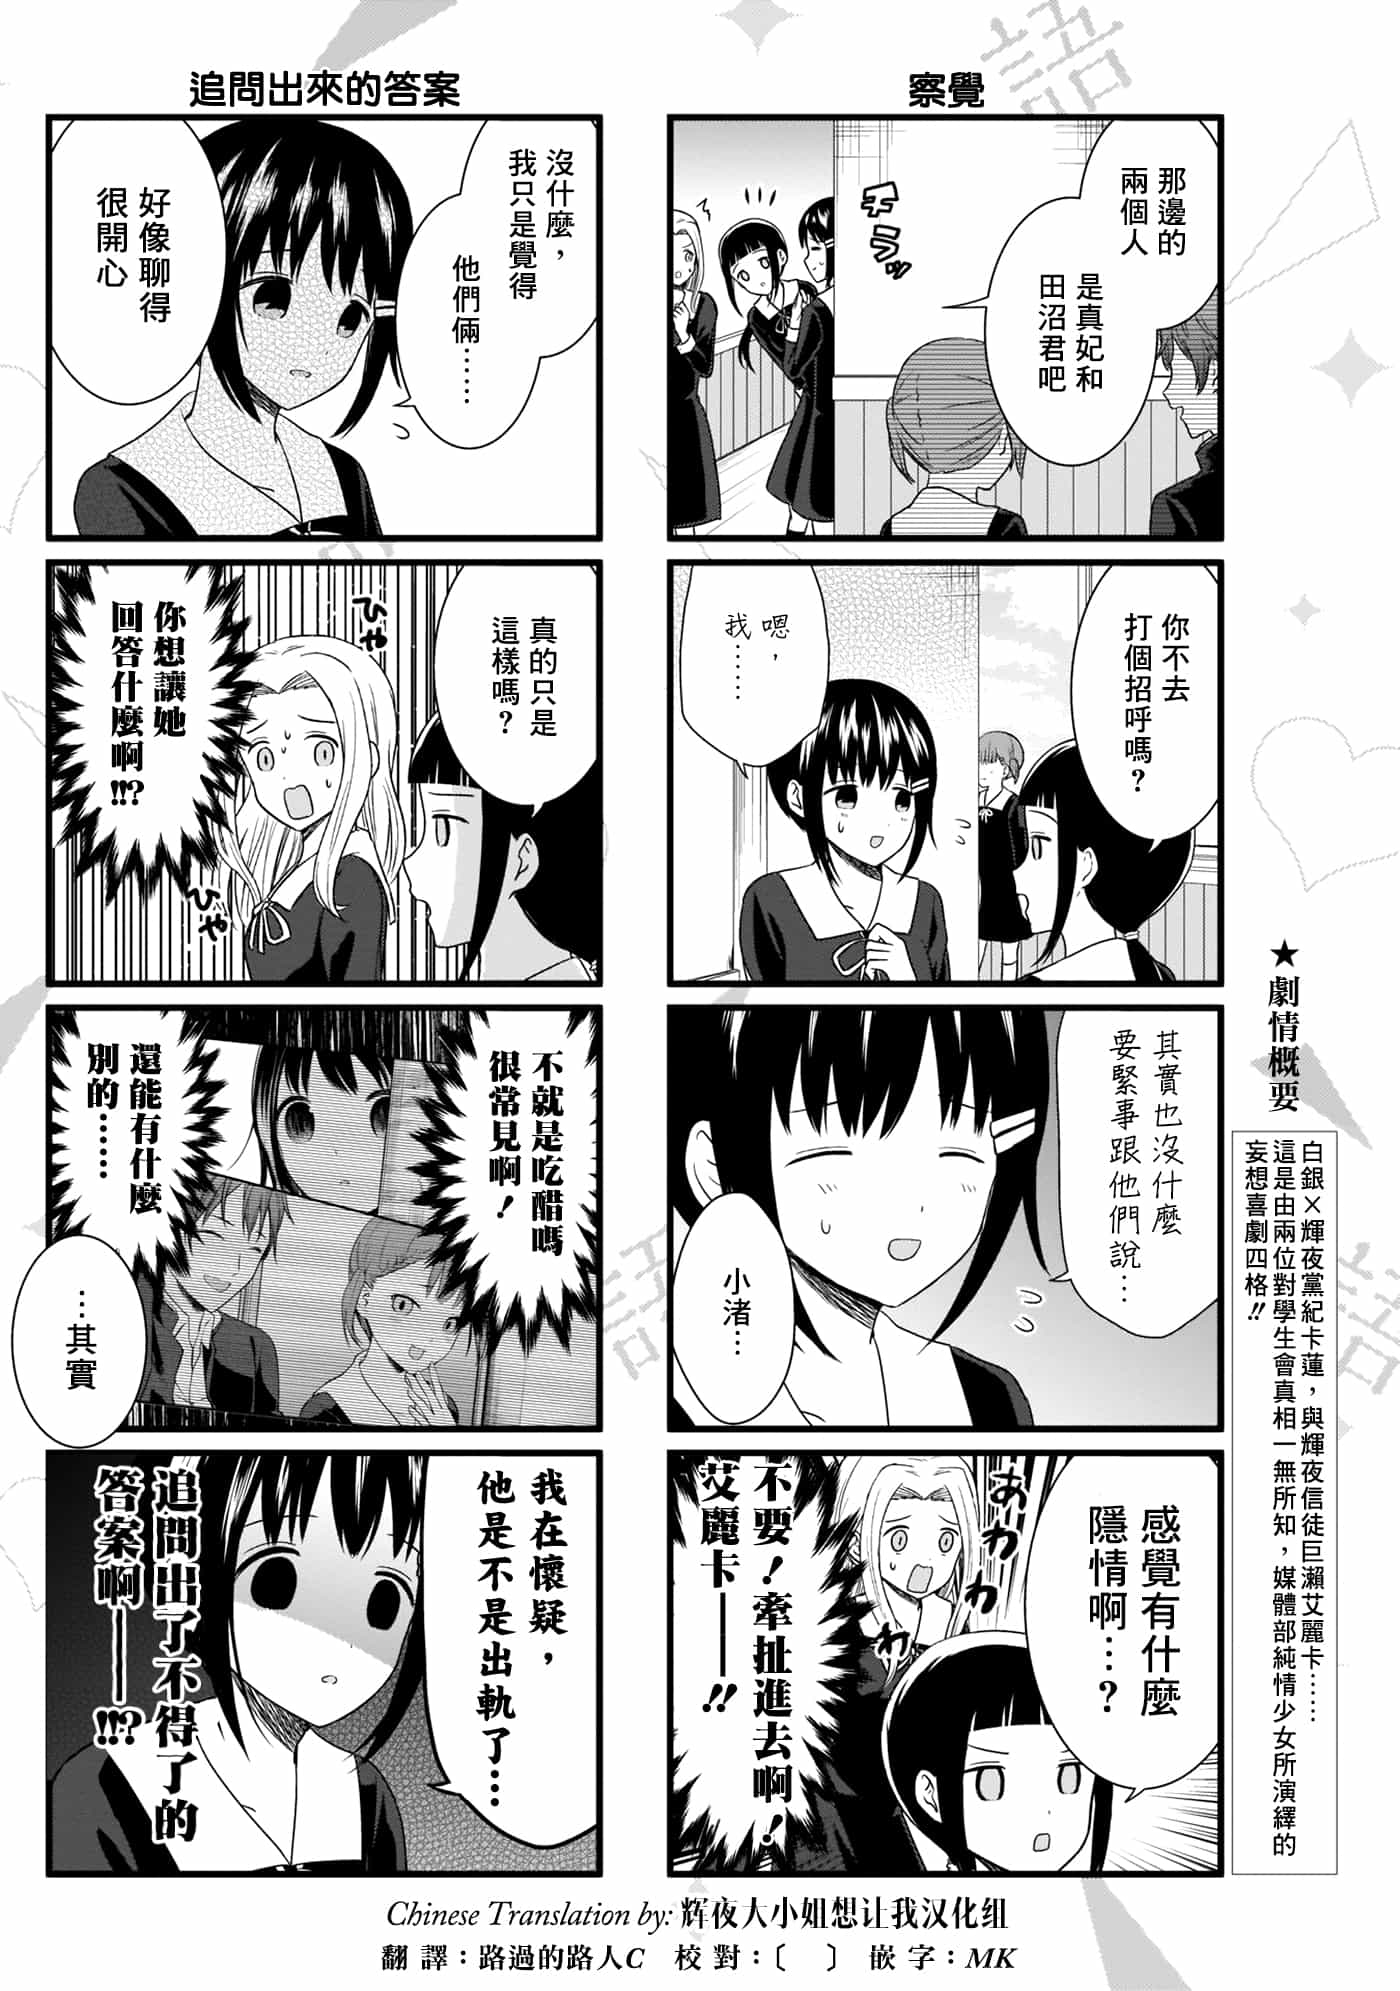 察覺
那邊的
兩個人
是真妃和
田沼君吧
チラッ
你不去
打個招呼嗎？
嗯，
我……
其實也沒什麼
要緊事跟他們說…
小渚…
感覺有什麼
隱情啊…？
あわ
わわ
不要！牽扯進去啊！
艾麗卡——!!
追問出來的答案
沒什麼，
我只是覺得
他們倆……
好像聊得
很開心
真的只是
這樣嗎？
ひゃ
ひゃ
你想讓她
回答什麼啊!!?
不就是吃醋嗎
很常見啊！
還能有什麼
別的……
…其實
我在懷疑，
他是不是出軌了…
追問出了不得了的
答案啊——!!?
★劇情概要
白銀×輝夜黨紀卡蓮，與輝夜信徒巨瀨艾麗卡……
這是由兩位對學生會真相一無所知，媒體部純情少女所演繹的
妄想喜劇四格!!
語
語
Chinese Translation by: 辉夜大小姐想让我汉化组
翻譯：路過的路人C 校對：〔 〕 嵌字：MK